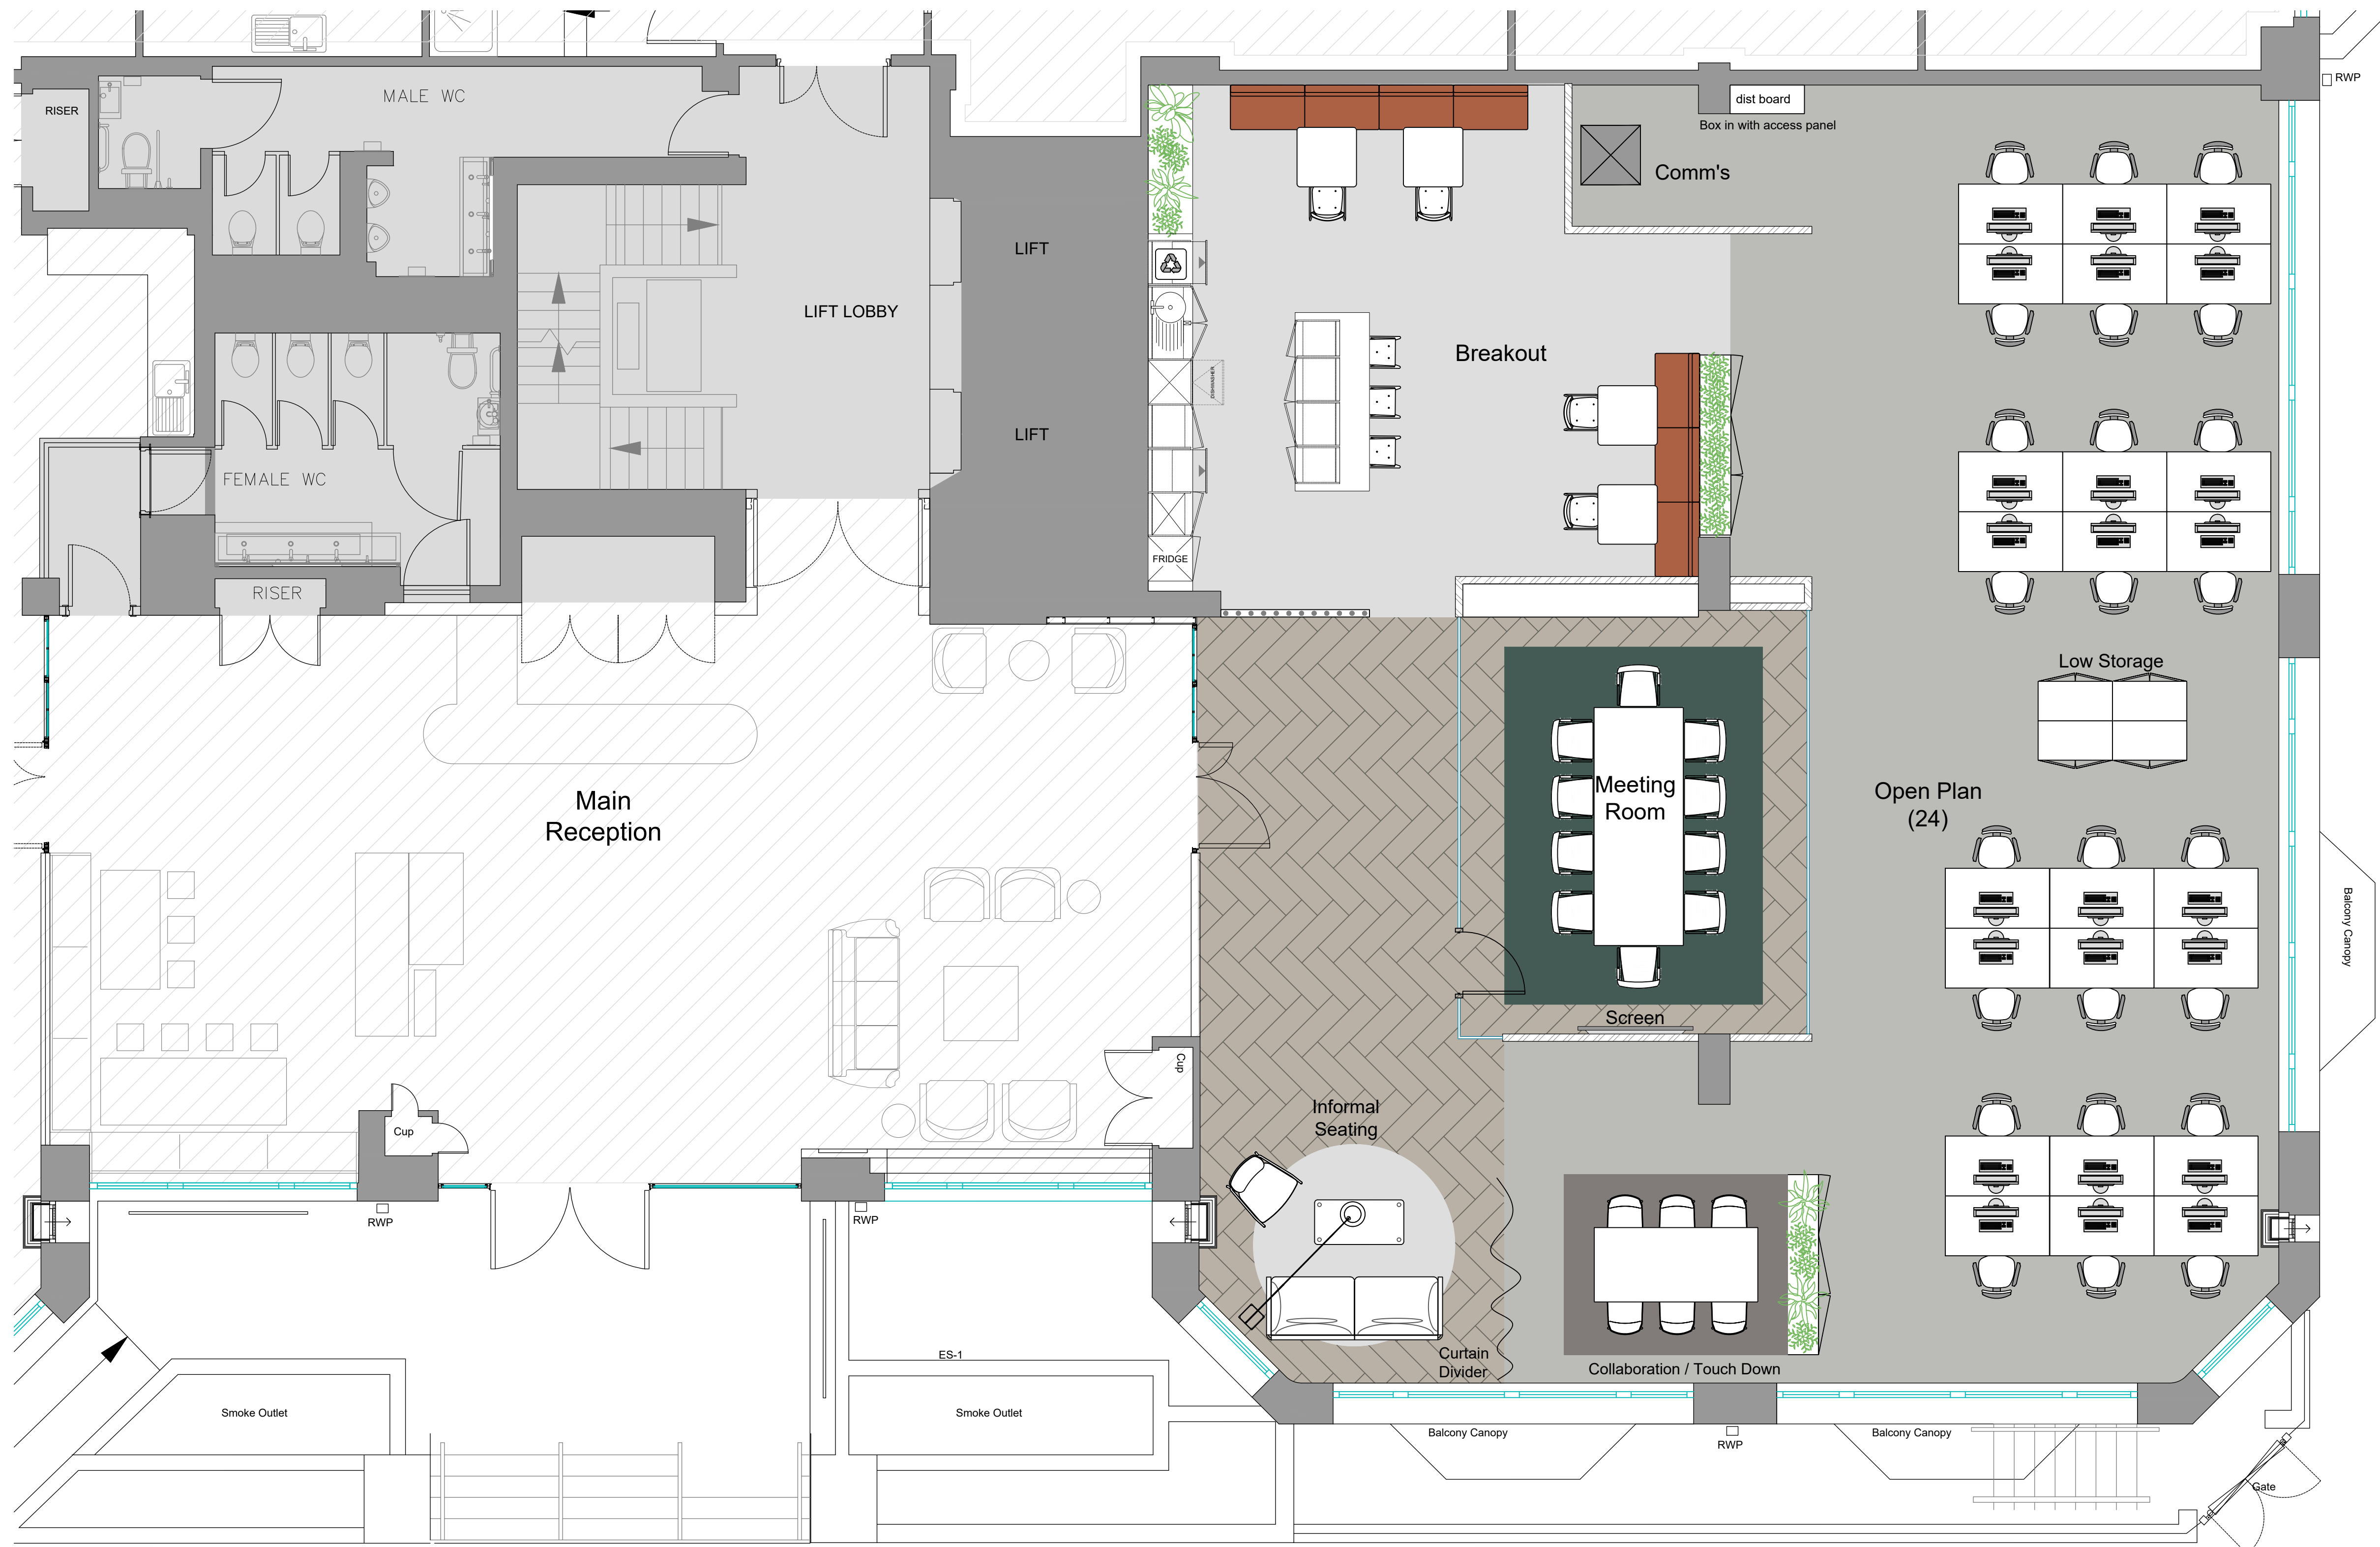 RISER
MALE WC
dist board
Box in with access panel
RWP
Comm's
LIFT
LIFT LOBBY
Breakout
DISHWASHER
LIFT
FEMALE WC
FRIDGE
RISER
Low Storage
Main
Reception
Meeting
Room
Open Plan
(24)
Balcony Canopy
Screen
Cup
Informal
Seating
Cup
RWP
RWP
Curtain
Divider
Collaboration / Touch Down
ES-1
Smoke Outlet
Smoke Outlet
Balcony Canopy
RWP
Balcony Canopy
Gate